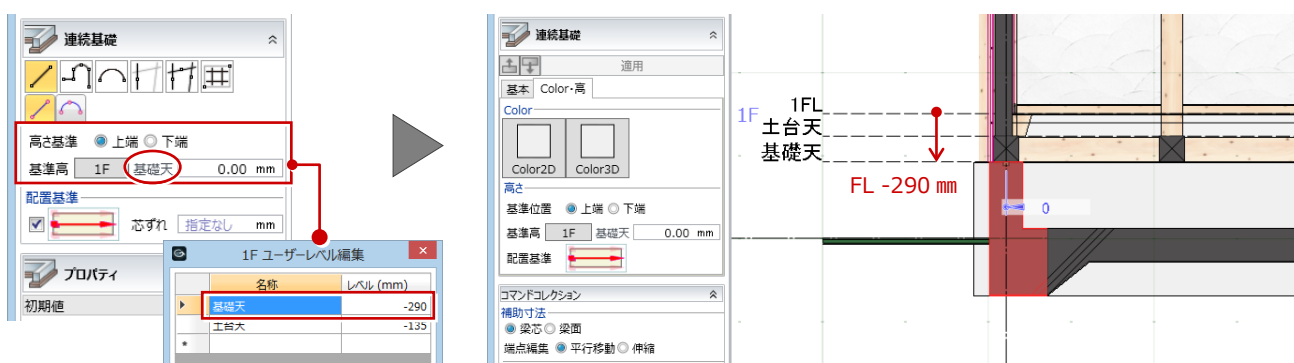 連続基礎
高さ基準 上端 下端
基準高 1F 基礎天 0.00 mm
配置基準
芯ずれ 指定なし mm
プロパティ
初期値
1F ユーザーレベル編集
名称 レベル (mm)
基礎天 -290
土台天 -135
連続基礎
適用
基本 Color・高
Color
Color2D Color3D
高さ
基準位置 上端 下端
基準高 1F 基礎天 0.00 mm
配置基準
コマンドコレクション
補助寸法
梁芯 梁面
端点編集 平行移動 伸縮
1F 1FL
土台天
基礎天
FL -290 mm
0